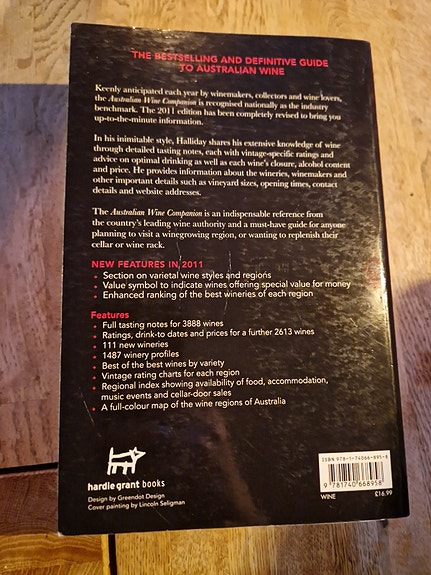 THE BESTSELLING AND DEFINITIVE GUIDE
TO AUSTRALIAN WINE
Keenly anticipated each year by winemakers, collectors and wine lovers,
the Australian Wine Companion is recognised nationally as the industry
benchmark. The 2011 edition has been completely revised to bring you
up-to-the-minute information.
In his inimitable style, Halliday shares his extensive knowledge of wine
through detailed tasting notes, each with vintage-specific ratings and
advice on optimal drinking as well as each wine's closure, alcohol content
and price. He provides information about the wineries, winemakers and
other important details such as vineyard sizes, opening times, contact
details and website addresses.
The Australian Wine Companion is an indispensable reference from
the country's leading wine authority and a must-have guide for anyone
planning to visit a winegrowing region, or wanting to replenish their
cellar or wine rack.
NEW FEATURES IN 2011
Section on varietal wine styles and regions
Value symbol to indicate wines offering special value for money
Enhanced ranking of the best wineries of each region
Features
Full tasting notes for 3888 wines
Ratings, drink-to dates and prices for a further 2613 wines
111 new wineries
1487 winery profiles
Best of the best wines by variety
Vintage rating charts for each region
Regional index showing availability of food, accommodation,
music events and cellar-door sales
A full-colour map of the wine regions of Australia
hardie grant books
Design by Greendot Design
Cover painting by Lincoln Seligman
ISBN 978-1-74066-895-8
9 781740 668958
WINE £16.99